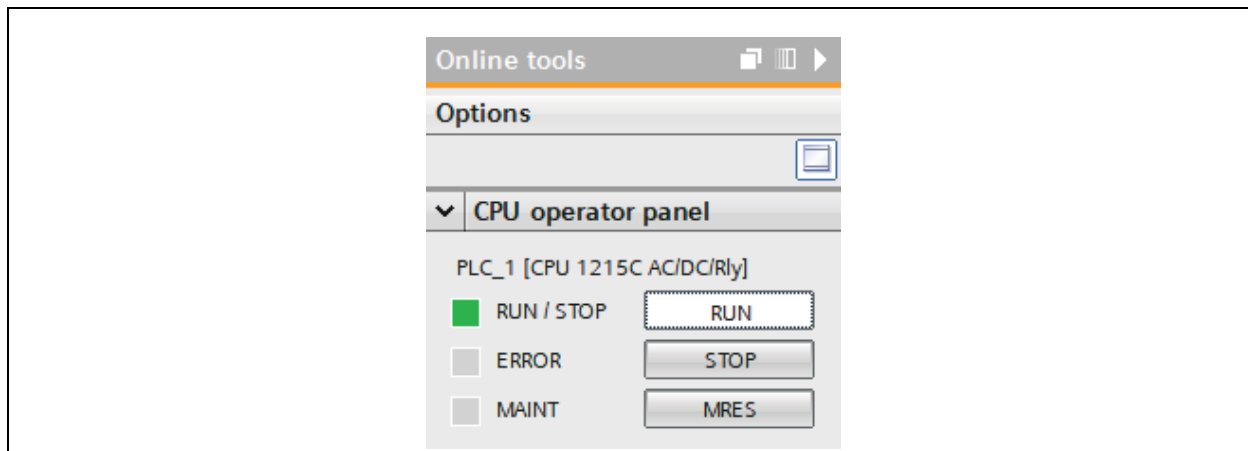 Online tools
Options
CPU operator panel
PLC_1 [CPU 1215C AC/DC/Rly]
RUN / STOP RUN
ERROR STOP
MAINT MRES